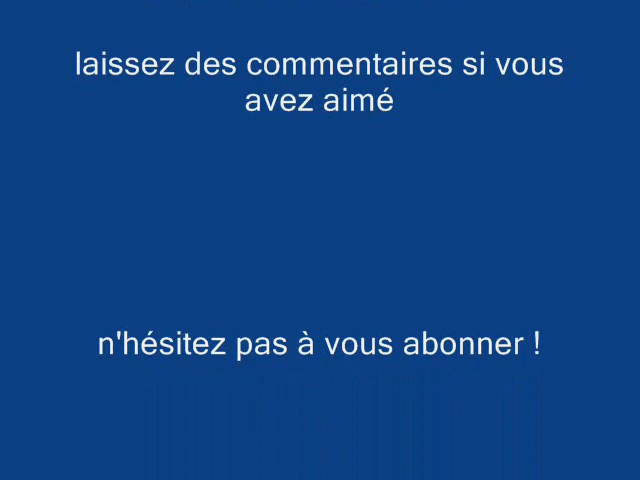 laissez des commentaires si vous
avez aimé
n'hésitez pas à vous abonner !